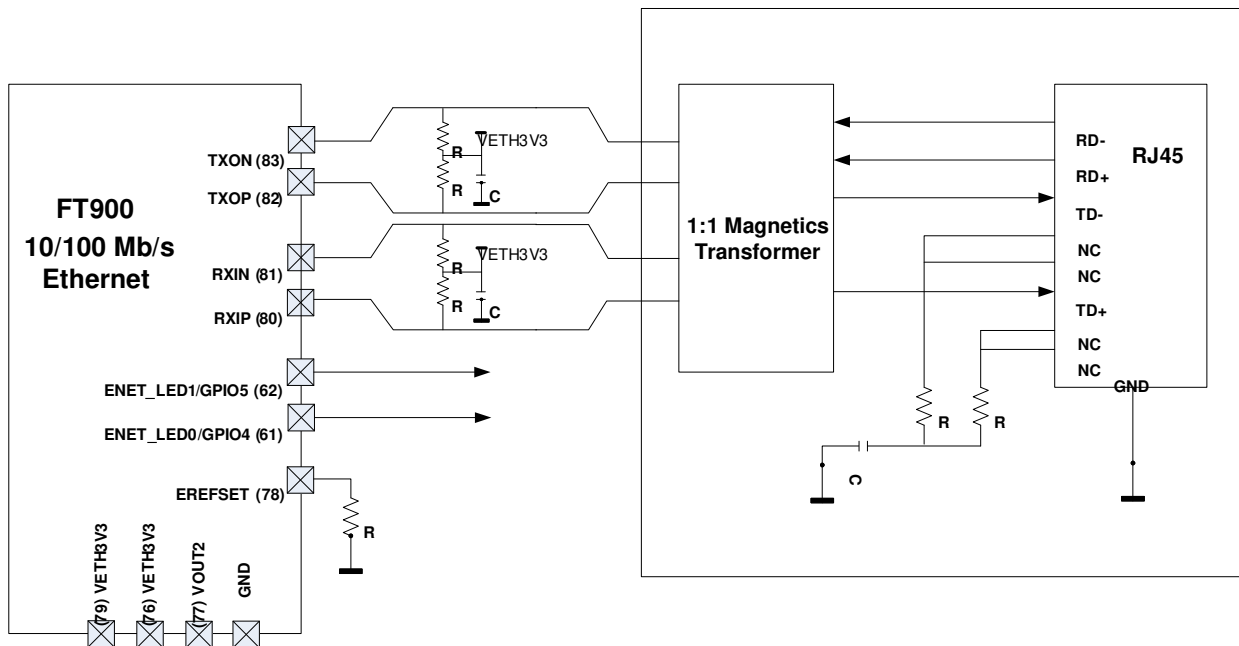 FT900
10/100 Mb/s
Ethernet
TXON (83)
TXOP (82)
RXIN (81)
RXIP (80)
ENET_LED1/GPIO5 (62)
ENET_LED0/GPIO4 (61)
EREFSET (78)
(79) VETH3V3
(76) VETH3V3
(77) VOUT2
GND
R
VETH3V3
R
R
C
VETH3V3
R
R
C
1:1 Magnetics
Transformer
RJ45
RD-
RD+
TD-
NC
NC
TD+
NC
NC
GND
R
R
C